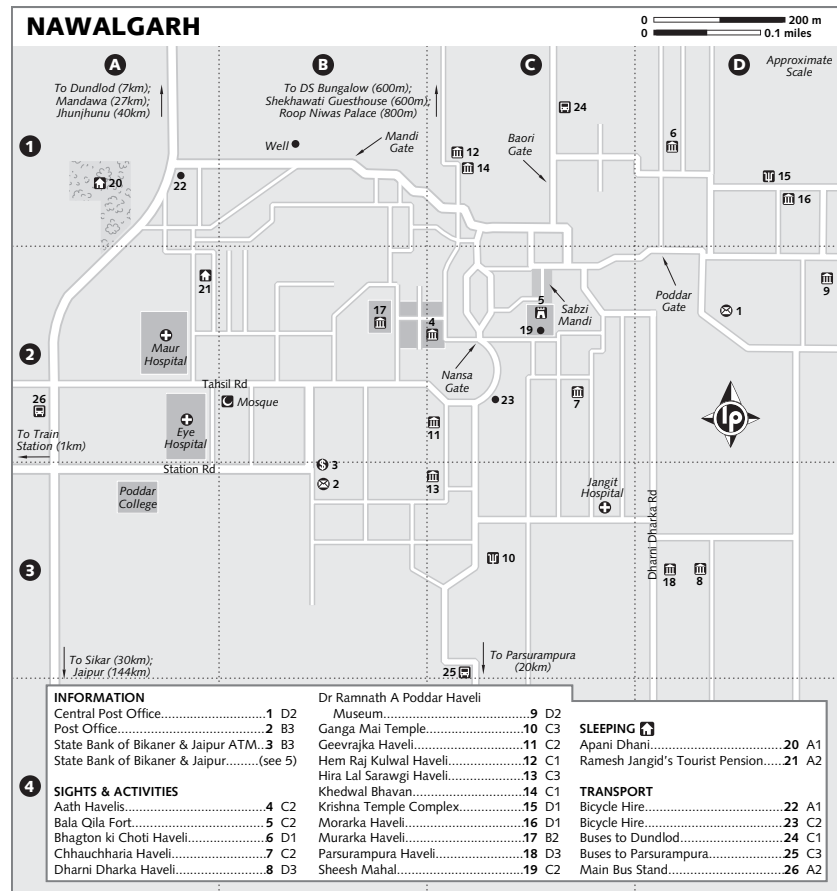 NAWALGARH
0 200 m
0 0.1 miles
Approximate
Scale
A
B
C
D
1
2
3
4
To Dundlod (7km);
Mandawa (27km);
Jhunjhunu (40km)
To DS Bungalow (600m);
Shekhawati Guesthouse (600m);
Roop Niwas Palace (800m)
Well
Mandi
Gate
Baori
Gate
24
12
14
6
15
16
20
22
21
17
4
5
19
Sabzi
Mandi
Poddar
Gate
9
1
Maur
Hospital
Nansa
Gate
Tahsil Rd
Mosque
26
23
7
11
To Train
Station (1km)
Eye
Hospital
Station Rd
3
2
13
Poddar
College
Jangit
Hospital
Dharni Dharka Rd
10
18
8
To Sikar (30km);
Jaipur (144km)
25
To Parsurampura
(20km)
lp
INFORMATION
Central Post Office..................1 D2
Post Office..................2 B3
State Bank of Bikaner & Jaipur ATM..3 B3
State Bank of Bikaner & Jaipur.........(see 5)
SIGHTS & ACTIVITIES
Aath Havelis..................4 C2
Bala Qila Fort..................5 C2
Bhagton ki Choti Haveli..................6 D1
Chhauchharia Haveli..................7 C2
Dharni Dharka Haveli..................8 D3
Dr Ramnath A Poddar Haveli
Museum..................9 D2
Ganga Mai Temple..................10 C3
Geevrajka Haveli..................11 C2
Hem Raj Kulwal Haveli..................12 C1
Hira Lal Sarawgi Haveli..................13 C3
Khedwal Bhavan..................14 C1
Krishna Temple Complex..................15 D1
Morarka Haveli..................16 D1
Murarka Haveli..................17 B2
Parsurampura Haveli..................18 D3
Sheesh Mahal..................19 C2
SLEEPING
Apani Dhani..................20 A1
Ramesh Jangid's Tourist Pension.....21 A2
TRANSPORT
Bicycle Hire..................22 A1
Bicycle Hire..................23 C2
Buses to Dundlod..................24 C1
Buses to Parsurampura..................25 C3
Main Bus Stand..................26 A2